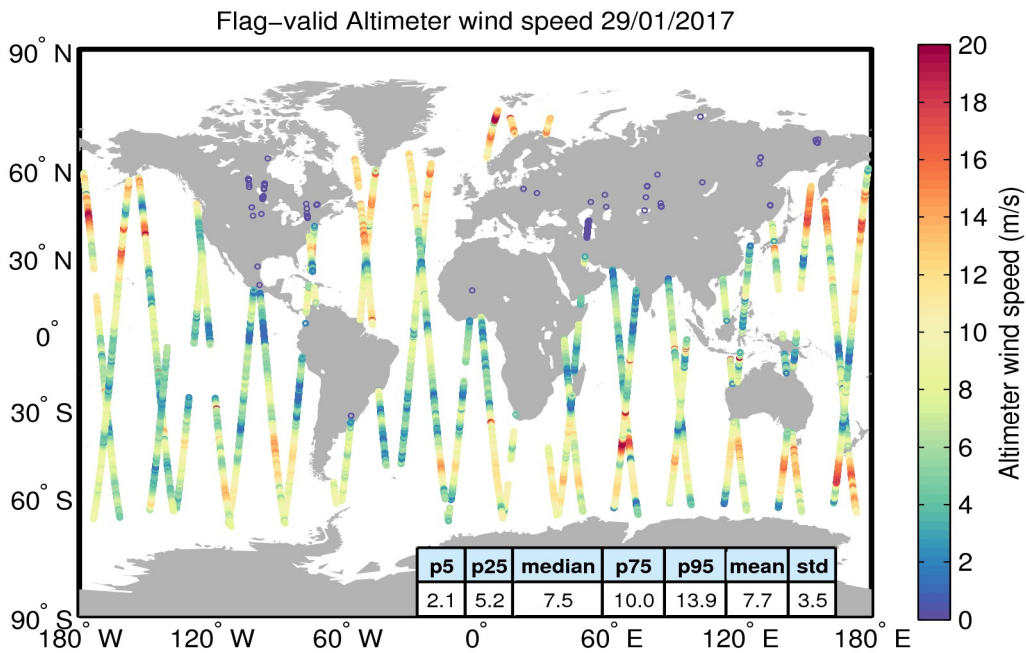 Flag−valid Altimeter wind speed 29/01/2017
90° N
60° N
30° N
0°
30° S
60° S
90° S
180° W
120° W
60° W
0°
60° E
120° E
180° E
p5 p25 median p75 p95 mean std
2.1 5.2 7.5 10.0 13.9 7.7 3.5
20
18
16
14
12
10
8
6
4
2
0
Altimeter wind speed (m/s)